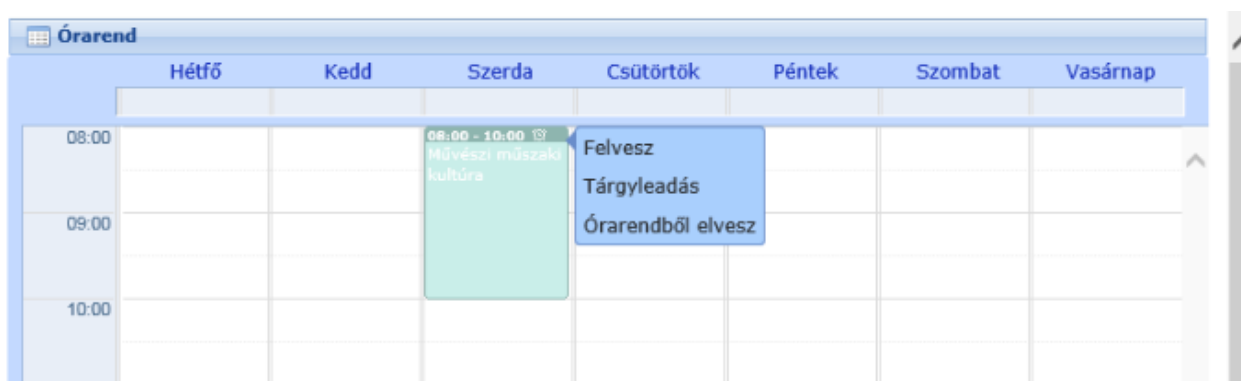 Órarend
Hétfő Kedd Szerda Csütörtök Péntek Szombat Vasárnap
08:00
08:00 - 10:00
Művészi műszaki
kultúra
Felvesz
Tárgyleadás
Órarendből elvesz
09:00
10:00